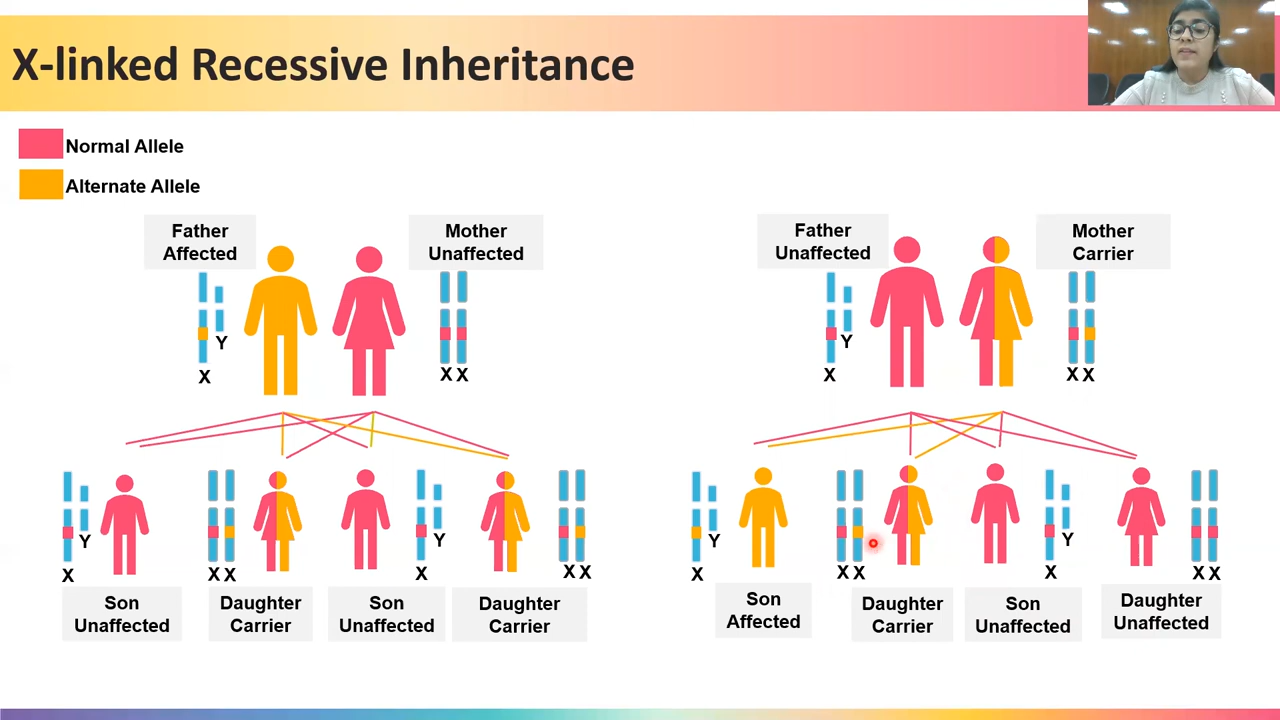 X-linked Recessive Inheritance
Normal Allele
Alternate Allele
Father
Affected
Mother
Unaffected
Y
X
X X
Father
Unaffected
Mother
Carrier
Y
X
X X
Y
X
X X
Y
X
X X
Son
Unaffected
Daughter
Carrier
Son
Unaffected
Daughter
Carrier
Y
X
X X
Y
X
X X
Son
Affected
Daughter
Carrier
Son
Unaffected
Daughter
Unaffected